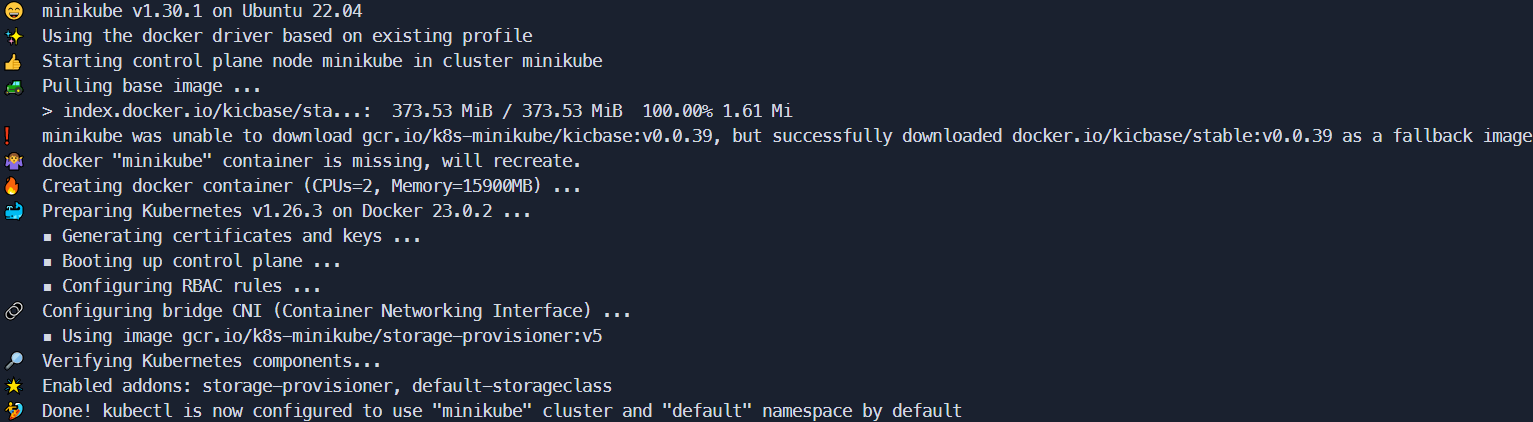 😄 minikube v1.30.1 on Ubuntu 22.04
✨ Using the docker driver based on existing profile
👍 Starting control plane node minikube in cluster minikube
🚜 Pulling base image ...
> index.docker.io/kicbase/sta...: 373.53 MiB / 373.53 MiB 100.00% 1.61 Mi
❗ minikube was unable to download gcr.io/k8s-minikube/kicbase:v0.0.39, but successfully downloaded docker.io/kicbase/stable:v0.0.39 as a fallback image
🤷 docker "minikube" container is missing, will recreate.
🔥 Creating docker container (CPUs=2, Memory=15900MB) ...
🐳 Preparing Kubernetes v1.26.3 on Docker 23.0.2 ...
▪ Generating certificates and keys ...
▪ Booting up control plane ...
▪ Configuring RBAC rules ...
🔗 Configuring bridge CNI (Container Networking Interface) ...
▪ Using image gcr.io/k8s-minikube/storage-provisioner:v5
🔎 Verifying Kubernetes components...
🌟 Enabled addons: storage-provisioner, default-storageclass
🏄 Done! kubectl is now configured to use "minikube" cluster and "default" namespace by default